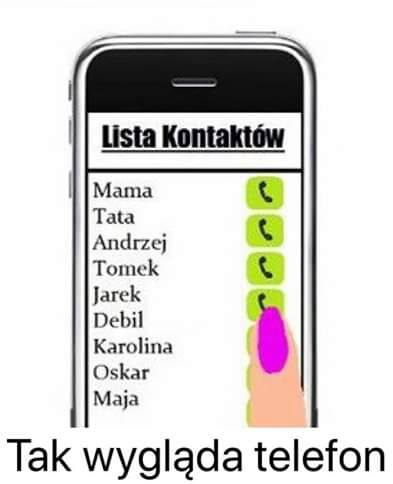 Lista Kontaktów
Mama
Tata
Andrzej
Tomek
Jarek
Debil
Karolina
Oskar
Maja
Tak wygląda telefon